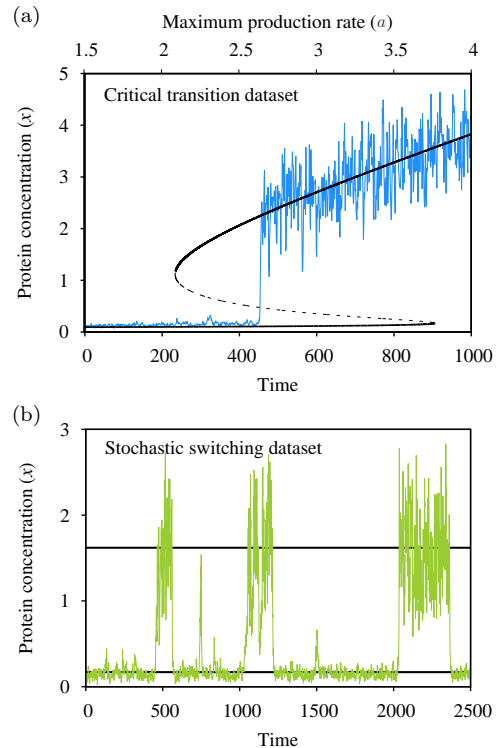 (a)
Maximum production rate (a)
1.5 2 2.5 3 3.5 4
Critical transition dataset
Protein concentration (x)
5
4
3
2
1
0
0 200 400 600 800 1000
Time
(b)
Stochastic switching dataset
Protein concentration (x)
3
2
1
0
0 500 1000 1500 2000 2500
Time